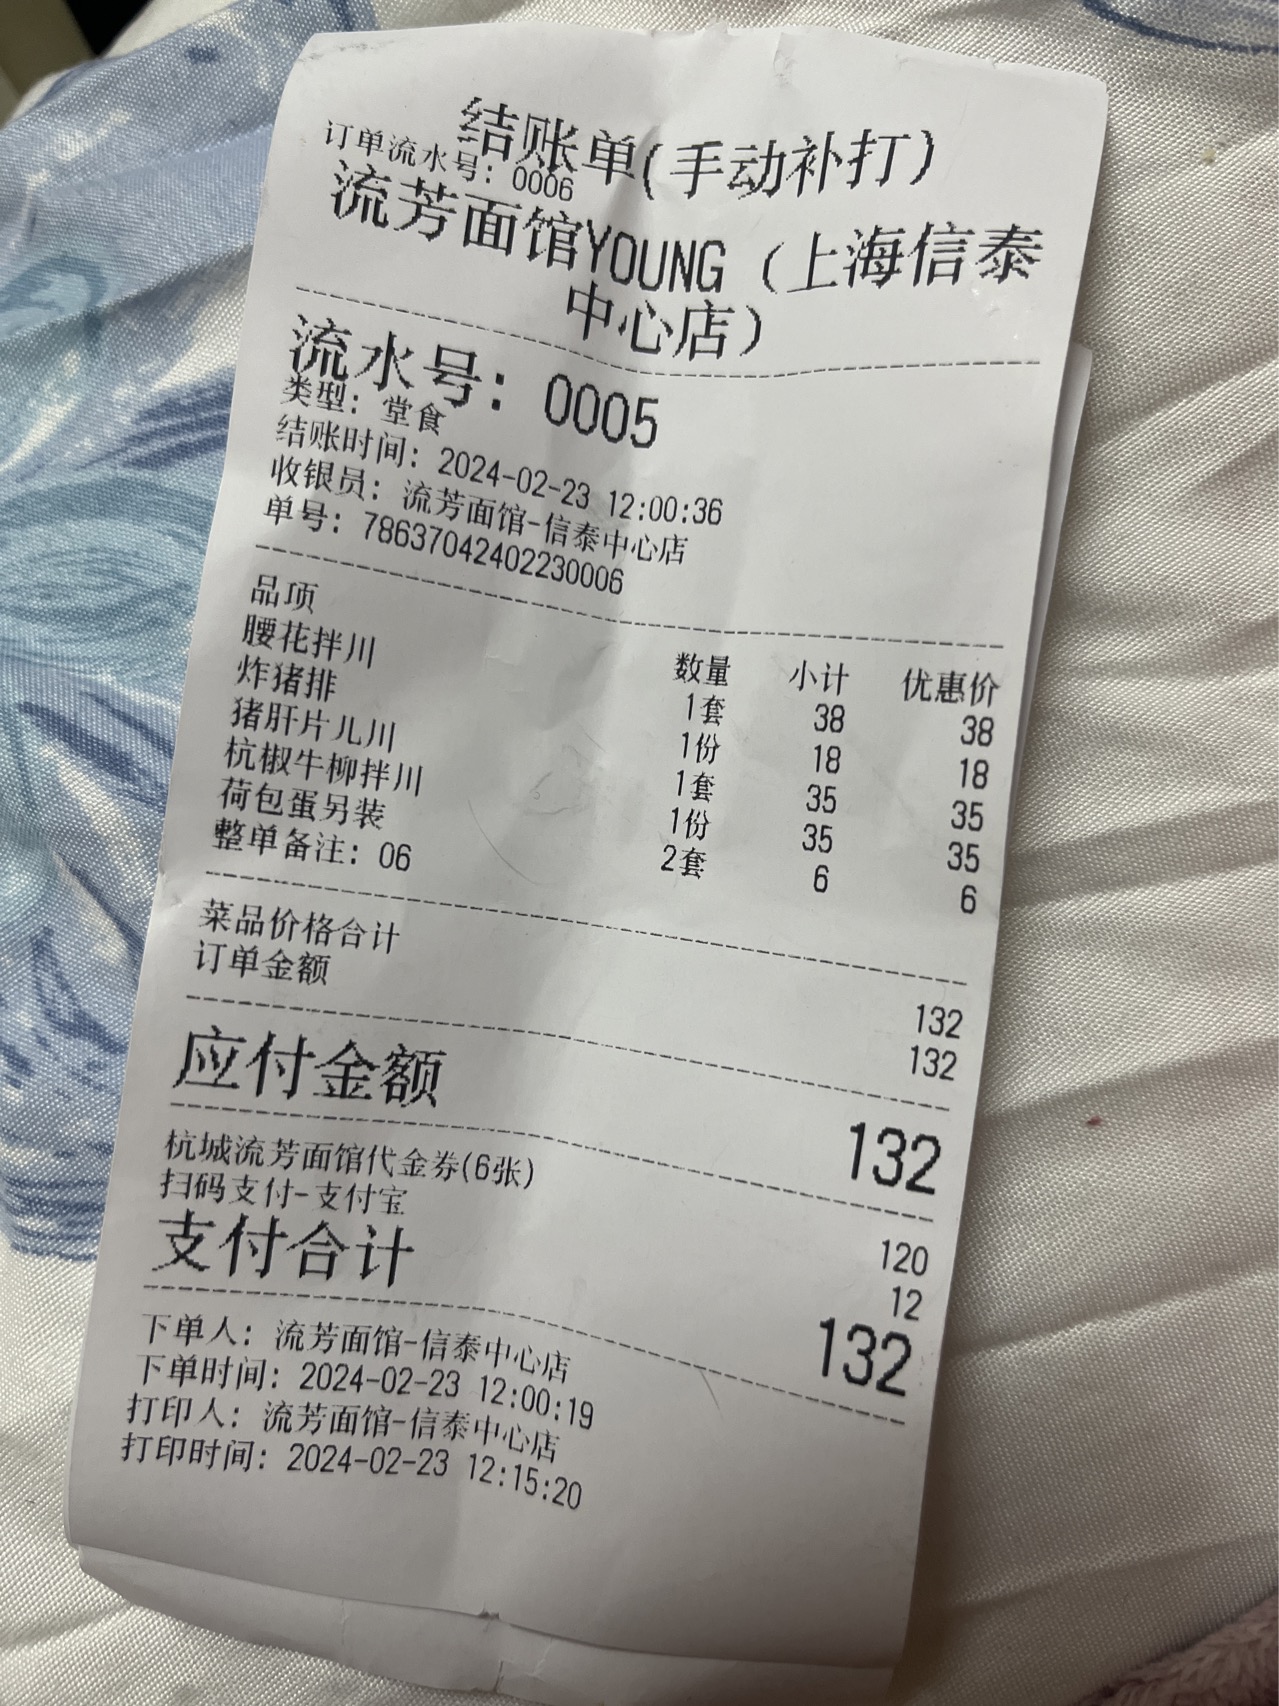 结账单(手动补打)
订单流水号: 0006
流芳面馆YOUNG（上海信泰
中心店）
流水号: 0005
类型: 堂食
结账时间: 2024-02-23 12:00:36
收银员: 流芳面馆-信泰中心店
单号: 78637042402230006
品项 数量 小计 优惠价
腰花拌川 1套 38 38
炸猪排 1份 18 18
猪肝片儿川 1套 35 35
杭椒牛柳拌川 1份 35 35
荷包蛋另装 2套 6 6
整单备注: 06
菜品价格合计 132
订单金额 132
应付金额 132
杭城流芳面馆代金券(6张) 120
扫码支付-支付宝 12
支付合计 132
下单人: 流芳面馆-信泰中心店
下单时间: 2024-02-23 12:00:19
打印人: 流芳面馆-信泰中心店
打印时间: 2024-02-23 12:15:20